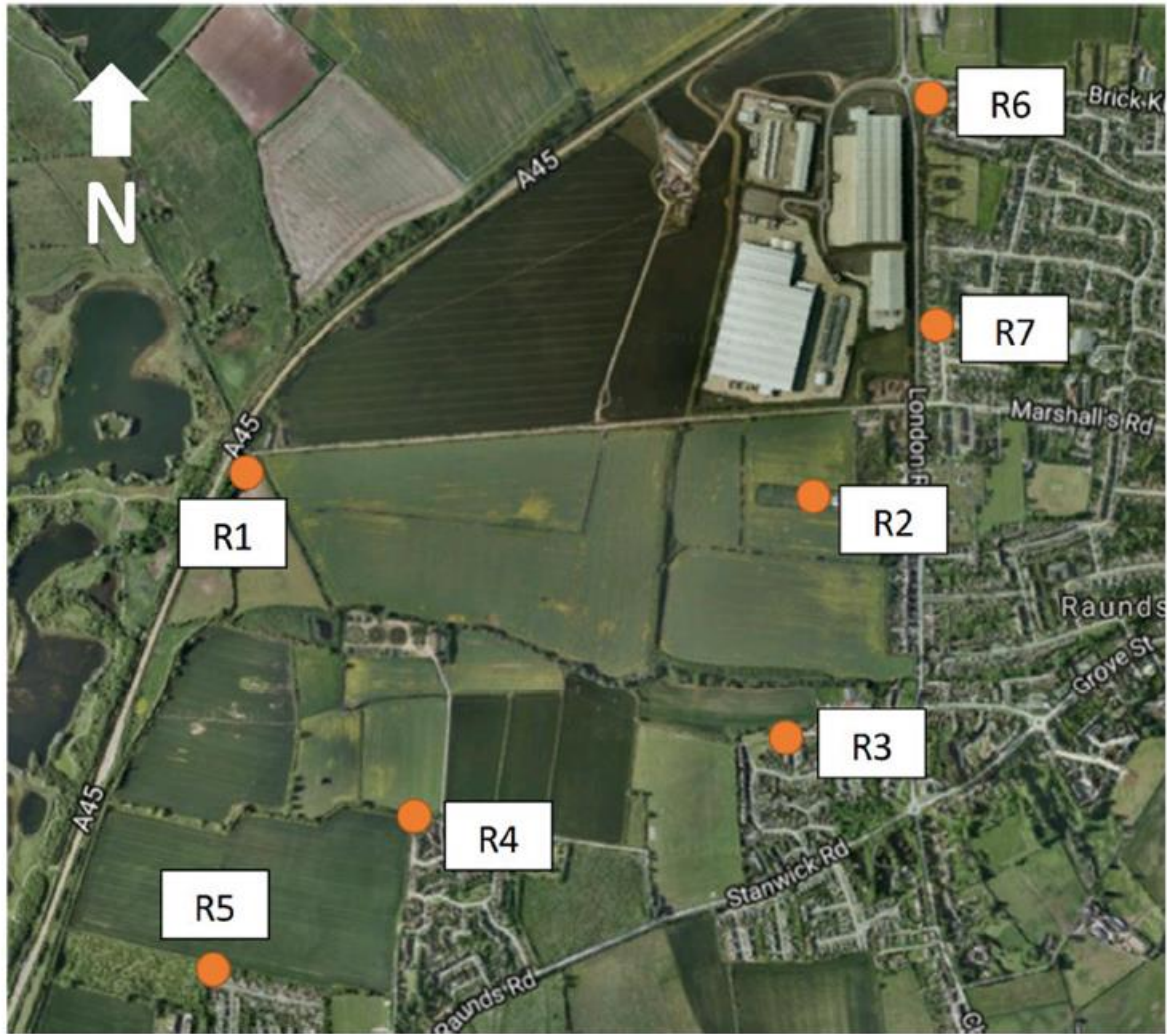 N
R6
Brick K
A45
R7
London R
Marshall's Rd
A45
R1
R2
Raunds
Grove St
R3
A45
R4
Stanwick Rd
R5
Raunds Rd